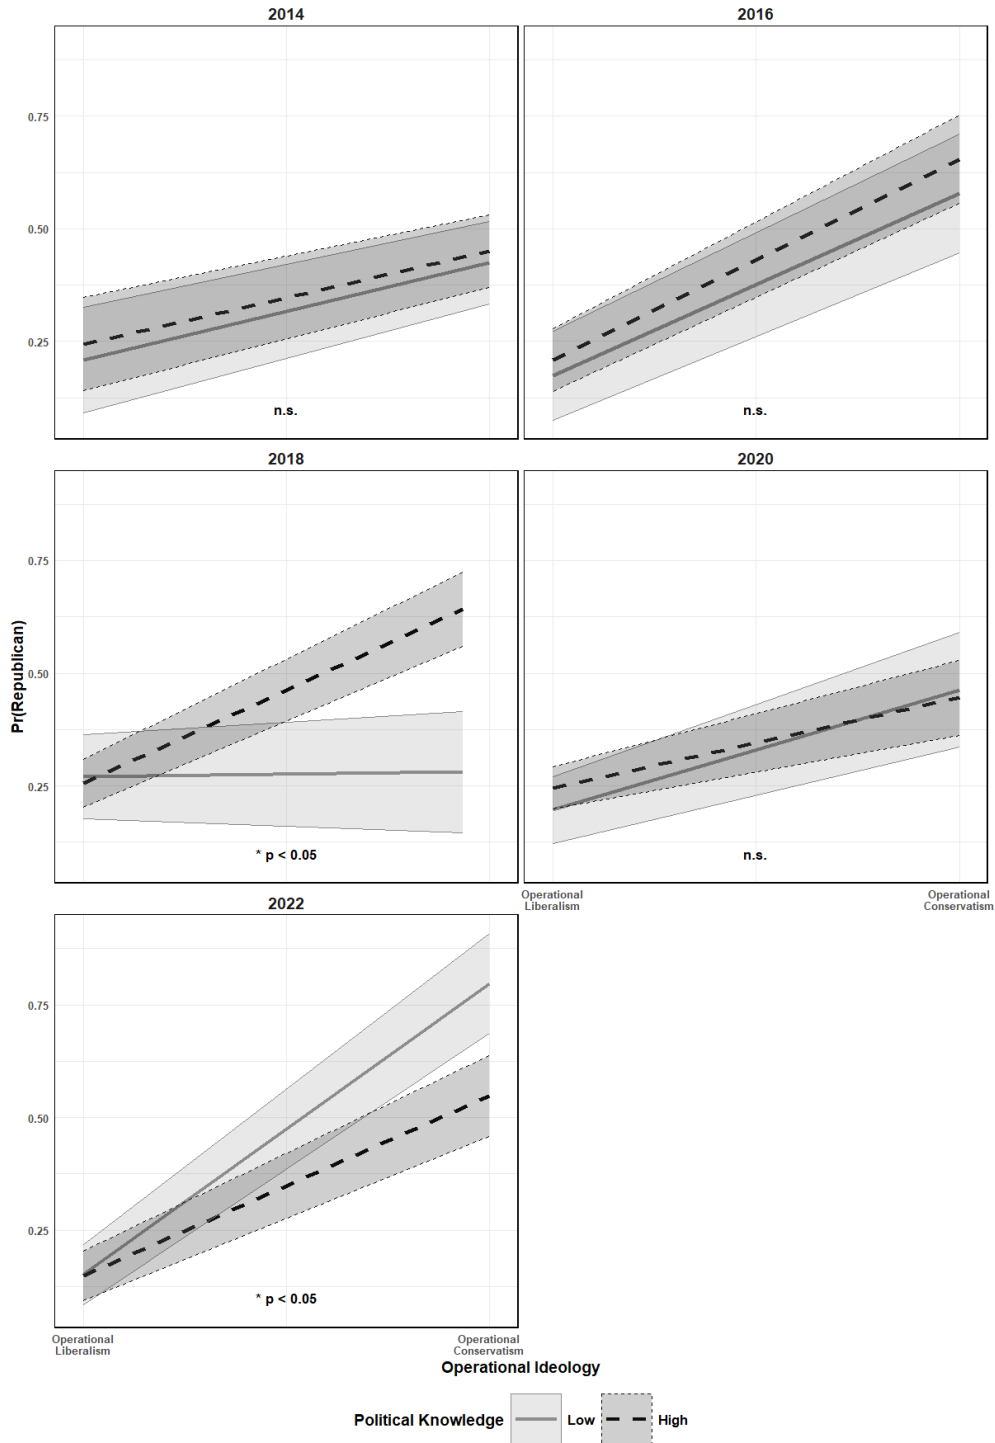 2014
2016
0.75
0.50
0.25
n.s.
n.s.
2018
2020
Pr(Republican)
0.75
0.50
0.25
* p < 0.05
n.s.
Operational
Liberalism
Operational
Conservatism
2022
0.75
0.50
0.25
* p < 0.05
Operational
Liberalism
Operational
Conservatism
Operational Ideology
Political Knowledge Low High